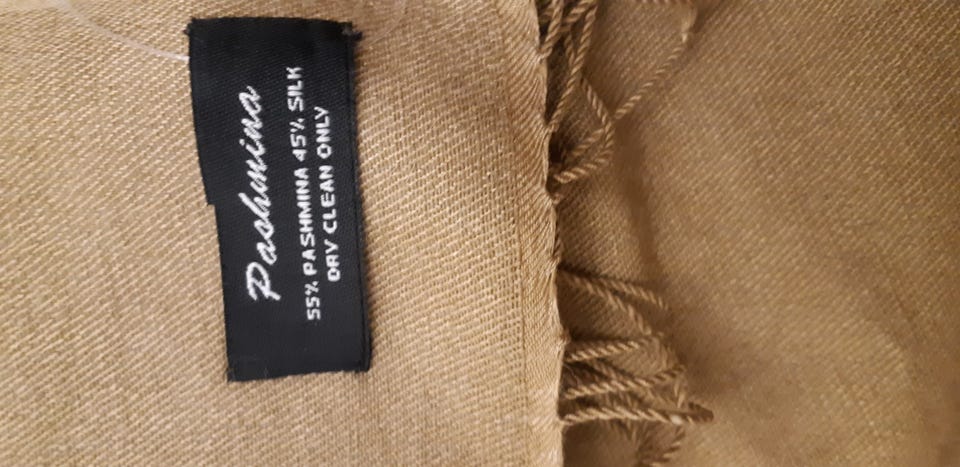 Pashmina
55% PASHMINA 45% SILK
DRY CLEAN ONLY